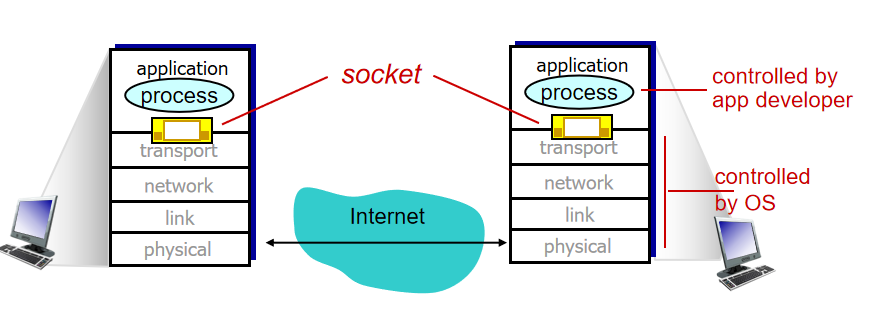 application
process
transport
network
link
physical
socket
Internet
application
process
transport
network
link
physical
controlled by
app developer
controlled
by OS